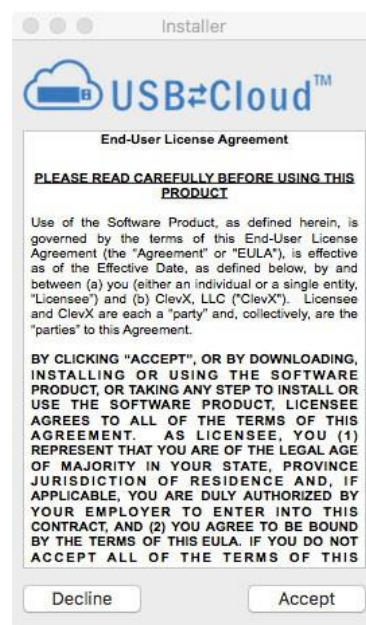 Installer
USB⇄Cloud™
End-User License Agreement
PLEASE READ CAREFULLY BEFORE USING THIS
PRODUCT
Use of the Software Product, as defined herein, is
governed by the terms of this End-User License
Agreement (the "Agreement" or "EULA"), is effective
as of the Effective Date, as defined below, by and
between (a) you (either an individual or a single entity,
"Licensee") and (b) ClevX, LLC ("ClevX"). Licensee
and ClevX are each a "party" and, collectively, are the
"parties" to this Agreement.
BY CLICKING “ACCEPT”, OR BY DOWNLOADING,
INSTALLING OR USING THE SOFTWARE
PRODUCT, OR TAKING ANY STEP TO INSTALL OR
USE THE SOFTWARE PRODUCT, LICENSEE
AGREES TO ALL OF THE TERMS OF THIS
AGREEMENT. AS LICENSEE, YOU (1)
REPRESENT THAT YOU ARE OF THE LEGAL AGE
OF MAJORITY IN YOUR STATE, PROVINCE
JURISDICTION OF RESIDENCE AND, IF
APPLICABLE, YOU ARE DULY AUTHORIZED BY
YOUR EMPLOYER TO ENTER INTO THIS
CONTRACT, AND (2) YOU AGREE TO BE BOUND
BY THE TERMS OF THIS EULA. IF YOU DO NOT
ACCEPT ALL OF THE TERMS OF THIS
Decline
Accept